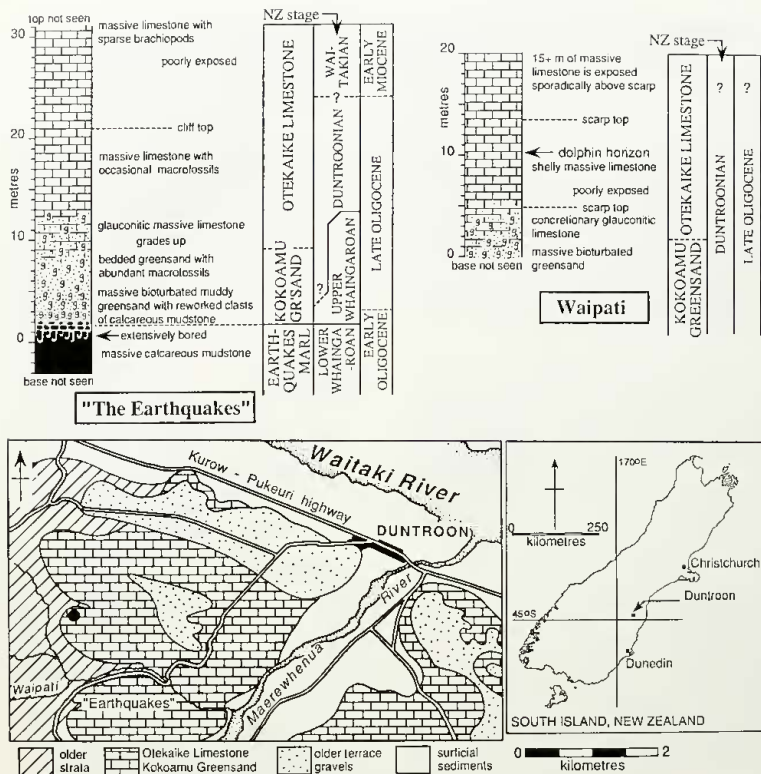 top not seen
NZ stage
30
20
10
0
metres
massive limestone with
sparse brachiopods
poorly exposed
cliff top
massive limestone with
occasional macrofossils
glauconitic massive limestone
grades up
bedded greensand with
abundant macrofossils
massive bioturbated muddy
greensand with reworked clasts
of calcareous mudstone
extensively bored
massive calcareous mudstone
base not seen
OTEKAIKE LIMESTONE
KOKOAMU
GR'SAND
EARTH-
QUAKES
MARL
WAI-
TAKIAN
?
DUNTROONIAN
?
UPPER
WHAINGAROAN
LOWER
WHAINGA
-ROAN
EARLY
MIOCENE
LATE OLIGOCENE
EARLY
OLIGOCENE
"The Earthquakes"
NZ stage
20
10
0
metres
15+ m of massive
limestone is exposed
sporadically above scarp
scarp top
dolphin horizon
shelly massive limestone
poorly exposed
scarp top
concretionary glauconitic
limestone
massive bioturbated
greensand
base not seen
OTEKAIKE LIMESTONE
KOKOAMU
GREENSAND
?
DUNTROONIAN
?
LATE OLIGOCENE
Waipati
Waitaki River
Kurow - Pukeuri highway
DUNTROON
Maerewhenua River
Waipati
"Earthquakes"
170°E
0 250
kilometres
Christchurch
Duntroon
45°S
Dunedin
SOUTH ISLAND, NEW ZEALAND
older
strata
Otekaike Limestone
Kokoamu Greensand
older terrace
gravels
surficial
sediments
0 2
kilometres